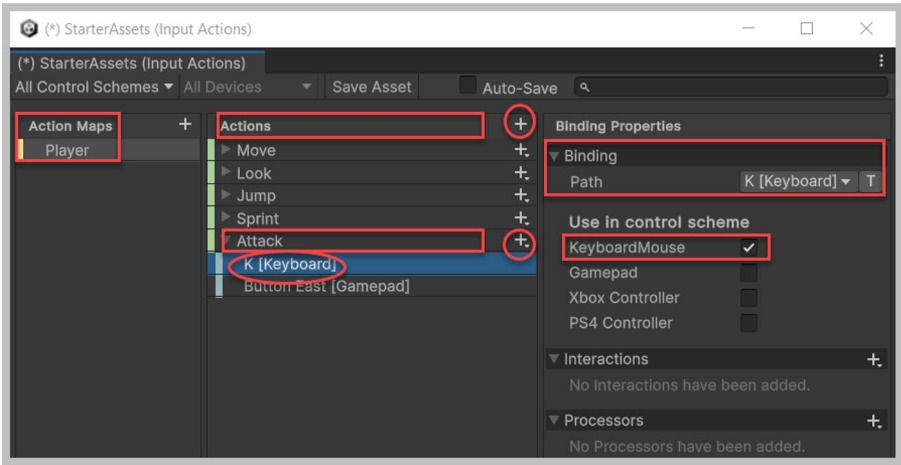 (*) StarterAssets (Input Actions)
(*) StarterAssets (Input Actions)
All Control Schemes All Devices Save Asset Auto-Save
Action Maps
Player
Actions
Move
Look
Jump
Sprint
Attack
K [Keyboard]
Button East [Gamepad]
Binding Properties
Binding
Path K [Keyboard] T
Use in control scheme
KeyboardMouse
Gamepad
Xbox Controller
PS4 Controller
Interactions
No Interactions have been added.
Processors
No Processors have been added.